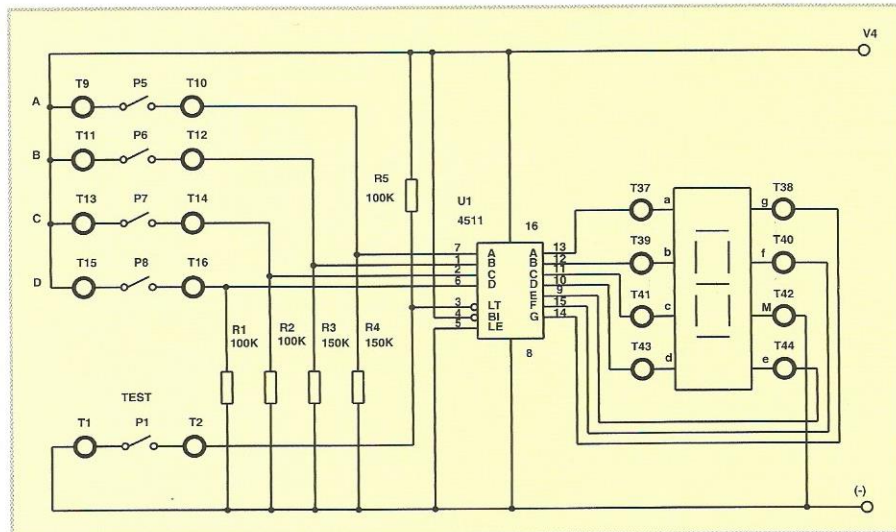 V4
T9 P5 T10
A
T11 P6 T12
B
R5
100K
T13 P7 T14
C
U1
4511
16
T37 a g T38
T15 P8 T16
D
7 A A 13
1 B B 12
2 C C 11
6 D D 10
E 9
3 LT F 15
4 BI G 14
5 LE
8
T39 b f T40
T41 c M T42
T43 d e T44
R1
100K
R2
100K
R3
150K
R4
150K
TEST
T1 P1 T2
(-)